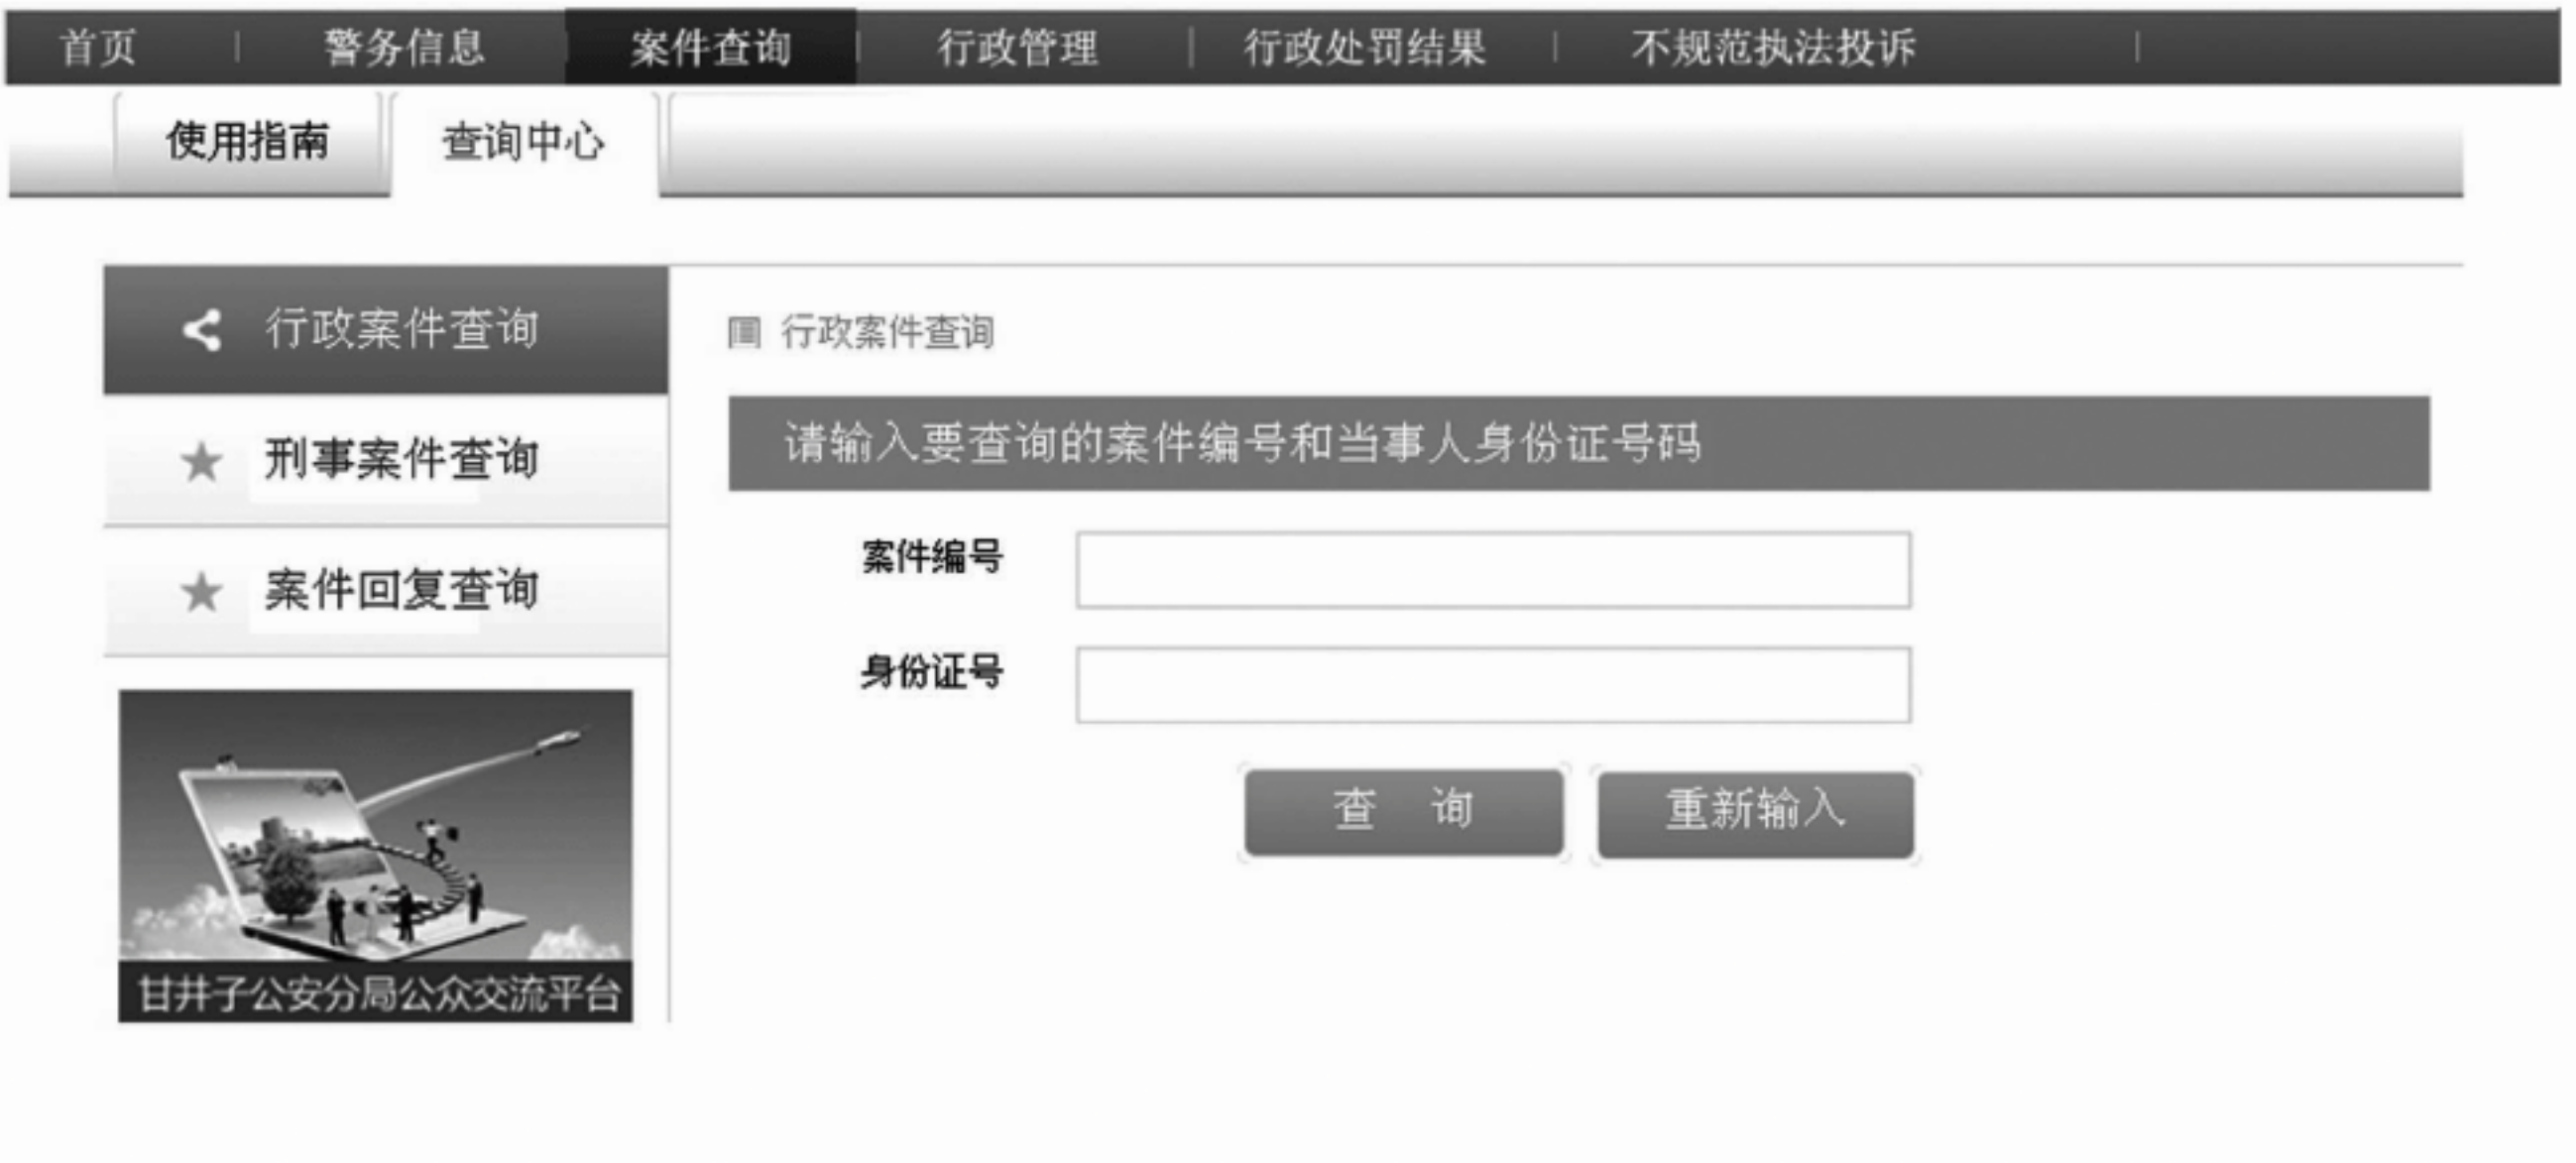 首页 警务信息 案件查询 行政管理 行政处罚结果 不规范执法投诉
使用指南 查询中心
行政案件查询
刑事案件查询
案件回复查询
甘井子公安分局公众交流平台
行政案件查询
请输入要查询的案件编号和当事人身份证号码
案件编号
身份证号
查 询 重新输入